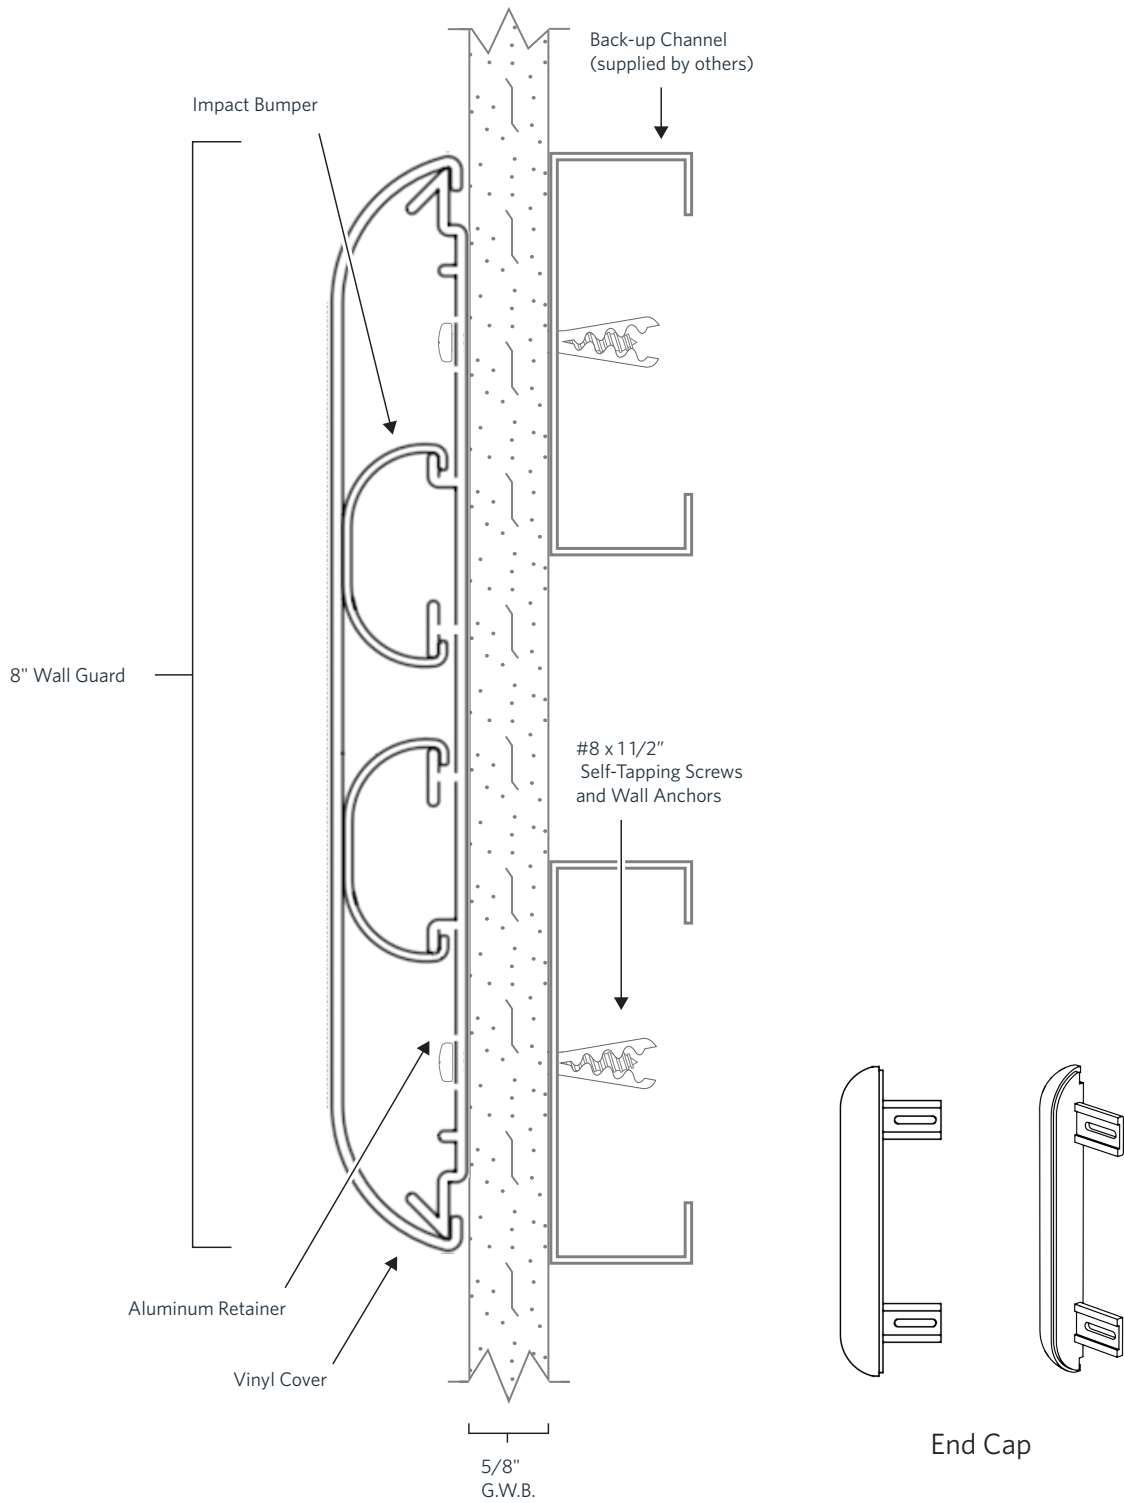 Back-up Channel
(supplied by others)
Impact Bumper
8" Wall Guard
#8 x 1 1/2”
Self-Tapping Screws
and Wall Anchors
Aluminum Retainer
Vinyl Cover
End Cap
5/8"
G.W.B.